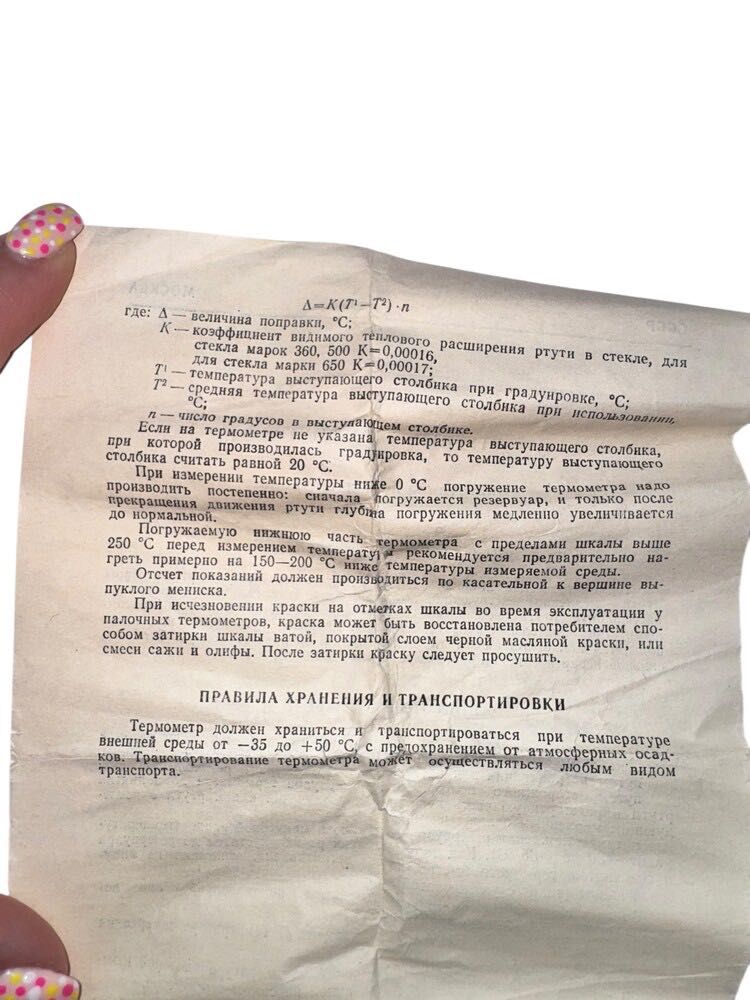 МОСКВА
Δ=K(T¹—T²)·n
где: Δ — величина поправки, °С;
K — коэффициент видимого теплового расширения ртути в стекле, для
стекла марок 360, 500 К=0,00016,
для стекла марки 650 К=0,00017;
T¹ — температура выступающего столбика при градуировке, °С;
T² — средняя температура выступающего столбика при использовании,
°С;
n — число градусов в выступающем столбике.
Если на термометре не указана температура выступающего столбика,
при которой производилась градуировка, то температуру выступающего
столбика считать равной 20 °С.
При измерении температуры ниже 0 °С погружение термометра надо
производить постепенно: сначала погружается резервуар, и только после
прекращения движения ртути глубина погружения медленно увеличивается
до нормальной.
Погружаемую нижнюю часть термометра с пределами шкалы выше
250 °С перед измерением температуры рекомендуется предварительно на-
греть примерно на 150—200 °С ниже температуры измеряемой среды.
Отсчет показаний должен производиться по касательной к вершине вы-
пуклого мениска.
При исчезновении краски на отметках шкалы во время эксплуатации у
палочных термометров, краска может быть восстановлена потребителем спо-
собом затирки шкалы ватой, покрытой слоем черной масляной краски, или
смеси сажи и олифы. После затирки краску следует просушить.
ПРАВИЛА ХРАНЕНИЯ И ТРАНСПОРТИРОВКИ
Термометр должен храниться и транспортироваться при температуре
внешней среды от —35 до +50 °С, с предохранением от атмосферных осад-
ков. Транспортирование термометра может осуществляться любым видом
транспорта.